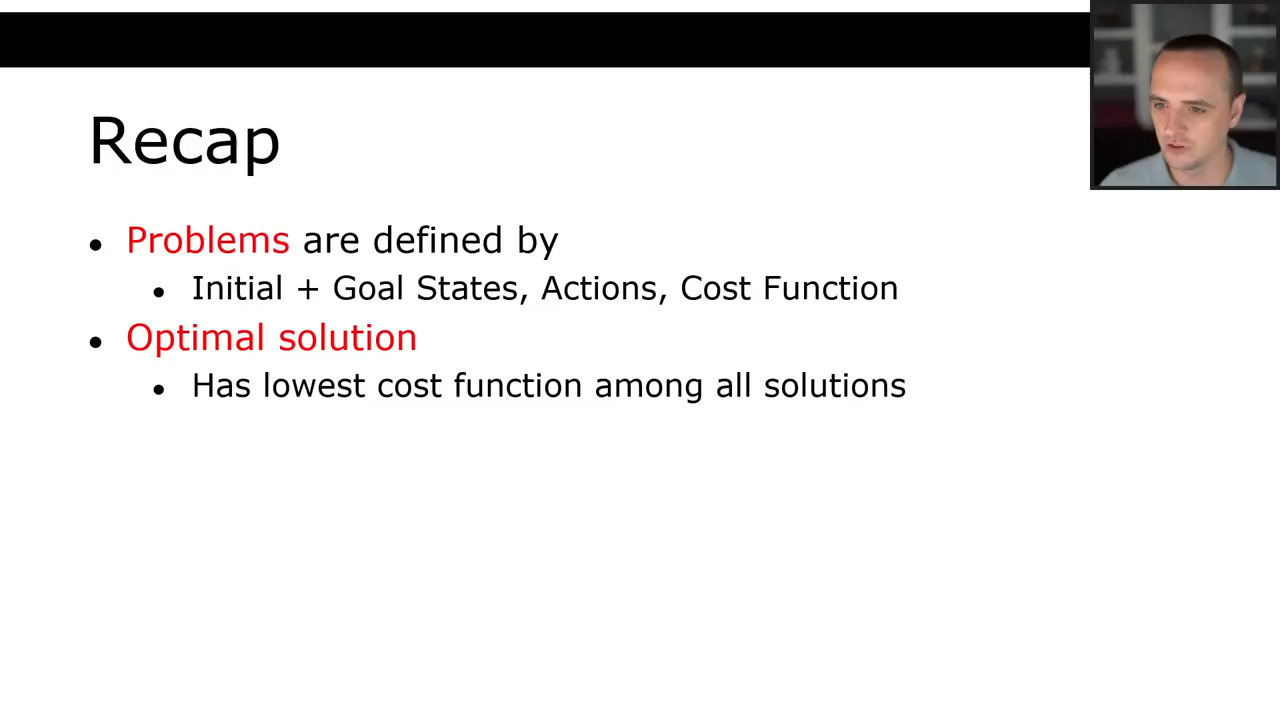 Recap
Problems are defined by
Initial + Goal States, Actions, Cost Function
Optimal solution
Has lowest cost function among all solutions